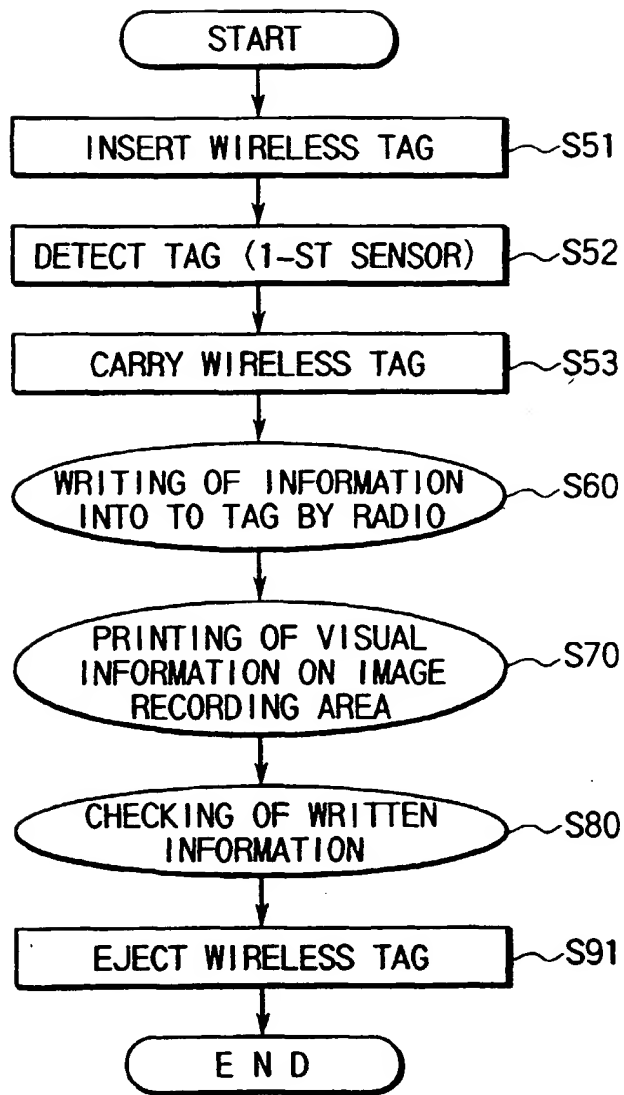 START
INSERT WIRELESS TAG
S51
DETECT TAG (1-ST SENSOR)
S52
CARRY WIRELESS TAG
S53
WRITING OF INFORMATION
INTO TO TAG BY RADIO
S60
PRINTING OF VISUAL
INFORMATION ON IMAGE
RECORDING AREA
S70
CHECKING OF WRITTEN
INFORMATION
S80
EJECT WIRELESS TAG
S91
END